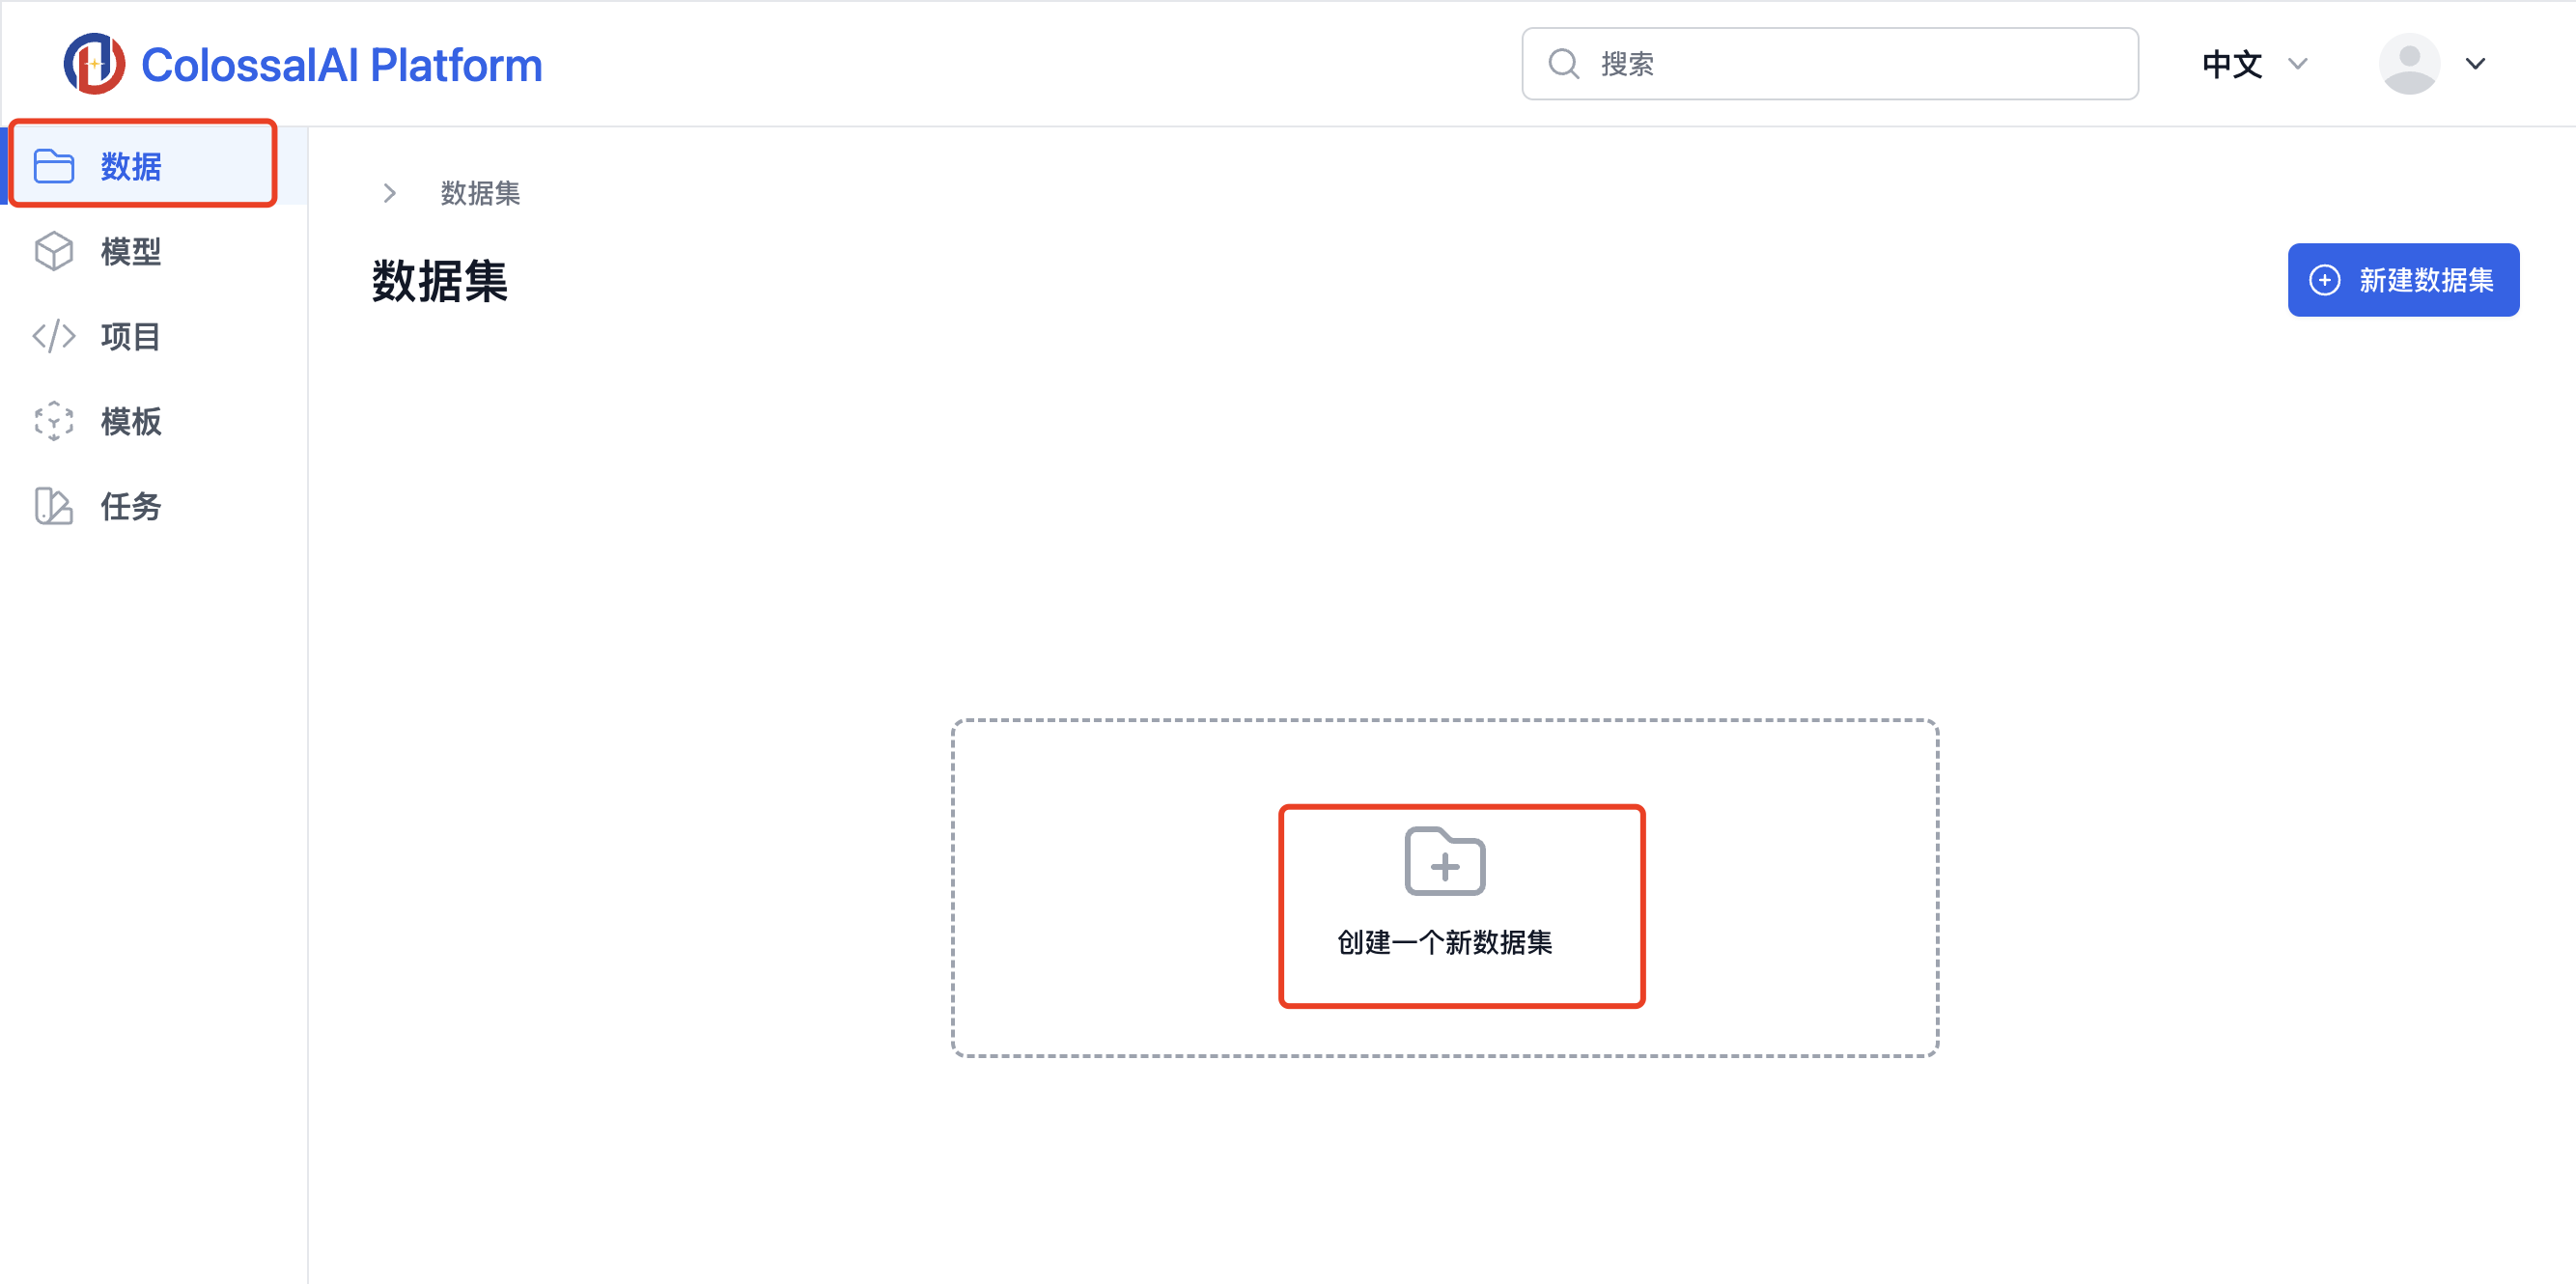 ColossalAI Platform
搜索
中文
数据
模型
项目
模板
任务
数据集
数据集
新建数据集
创建一个新数据集